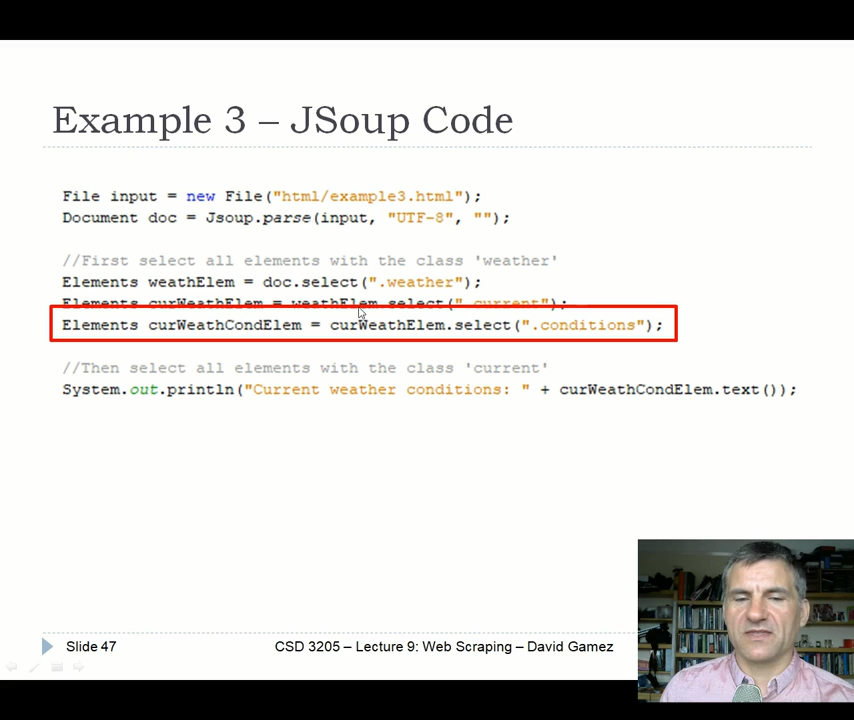 Example 3 – JSoup Code
File input = new File("html/example3.html");
Document doc = Jsoup.parse(input, "UTF-8", "");
//First select all elements with the class 'weather'
Elements weathElem = doc.select(".weather");
Elements curWeathElem = weathElem.select(".current");
Elements curWeathCondElem = curWeathElem.select(".conditions");
//Then select all elements with the class 'current'
System.out.println("Current weather conditions: " + curWeathCondElem.text());
Slide 47
CSD 3205 – Lecture 9: Web Scraping – David Gamez